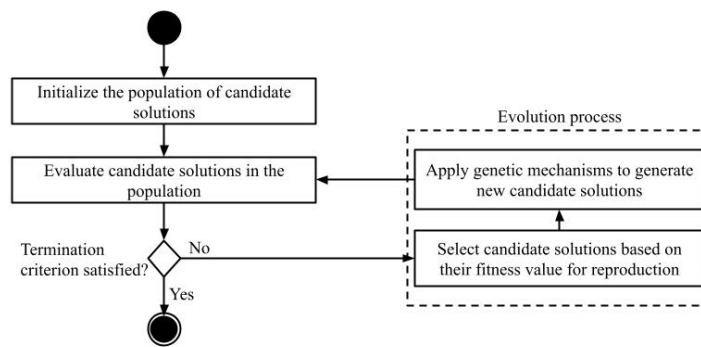 Initialize the population of candidate
solutions
Evolution process
Evaluate candidate solutions in the
population
Apply genetic mechanisms to generate
new candidate solutions
Termination
criterion satisfied?
No
Select candidate solutions based on
their fitness value for reproduction
Yes